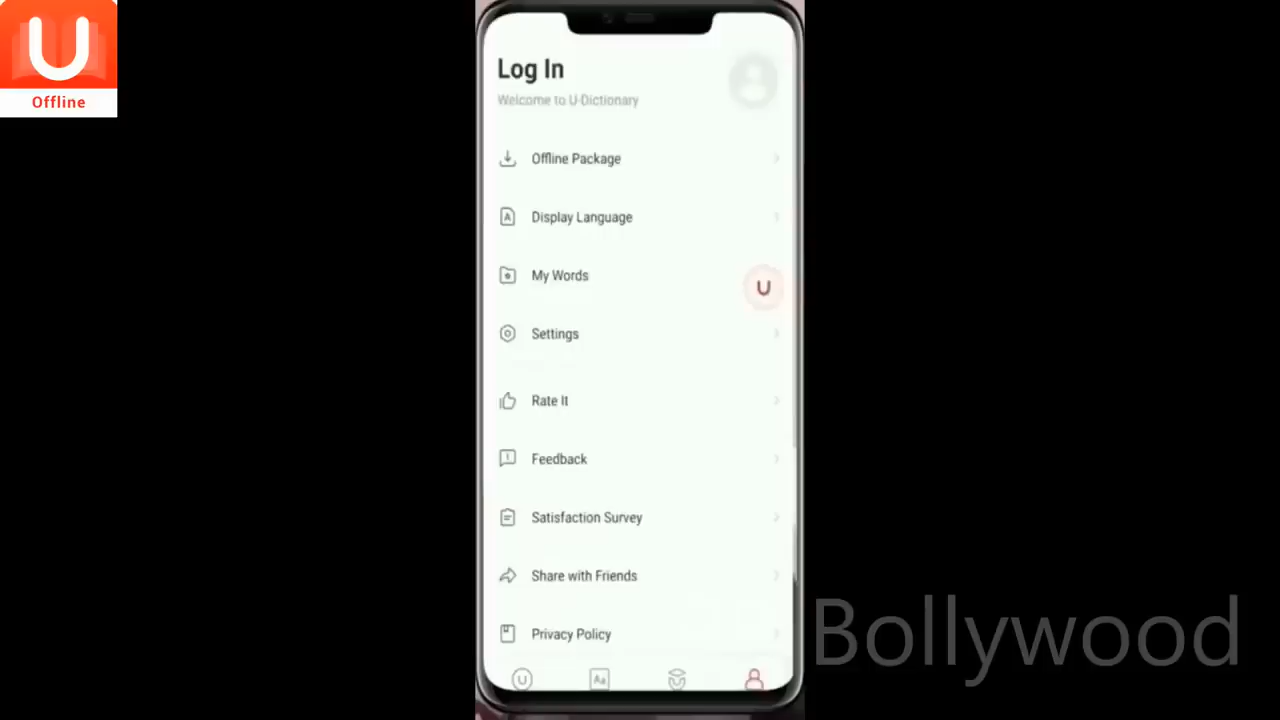 U
Offline
Log In
Welcome to U-Dictionary
Offline Package
A
Display Language
My Words
U
Settings
Rate It
Feedback
Satisfaction Survey
Share with Friends
Privacy Policy
U
Aa
Bollywood